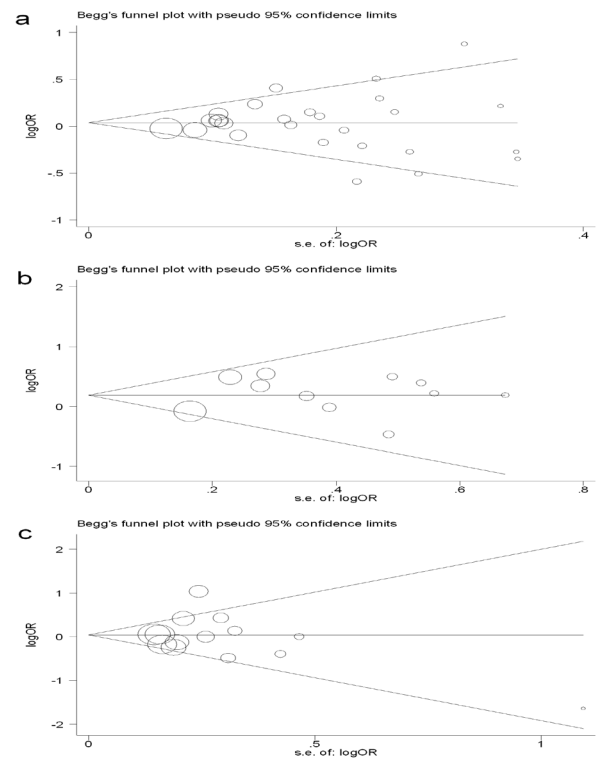 a
Begg's funnel plot with pseudo 95% confidence limits
1
.5
0
-.5
-1
logOR
0 .2 .4
s.e. of: logOR
b
Begg's funnel plot with pseudo 95% confidence limits
2
1
0
-1
logOR
0 .2 .4 .6 .8
s.e. of: logOR
c
Begg's funnel plot with pseudo 95% confidence limits
2
1
0
-1
-2
logOR
0 .5 1
s.e. of: logOR